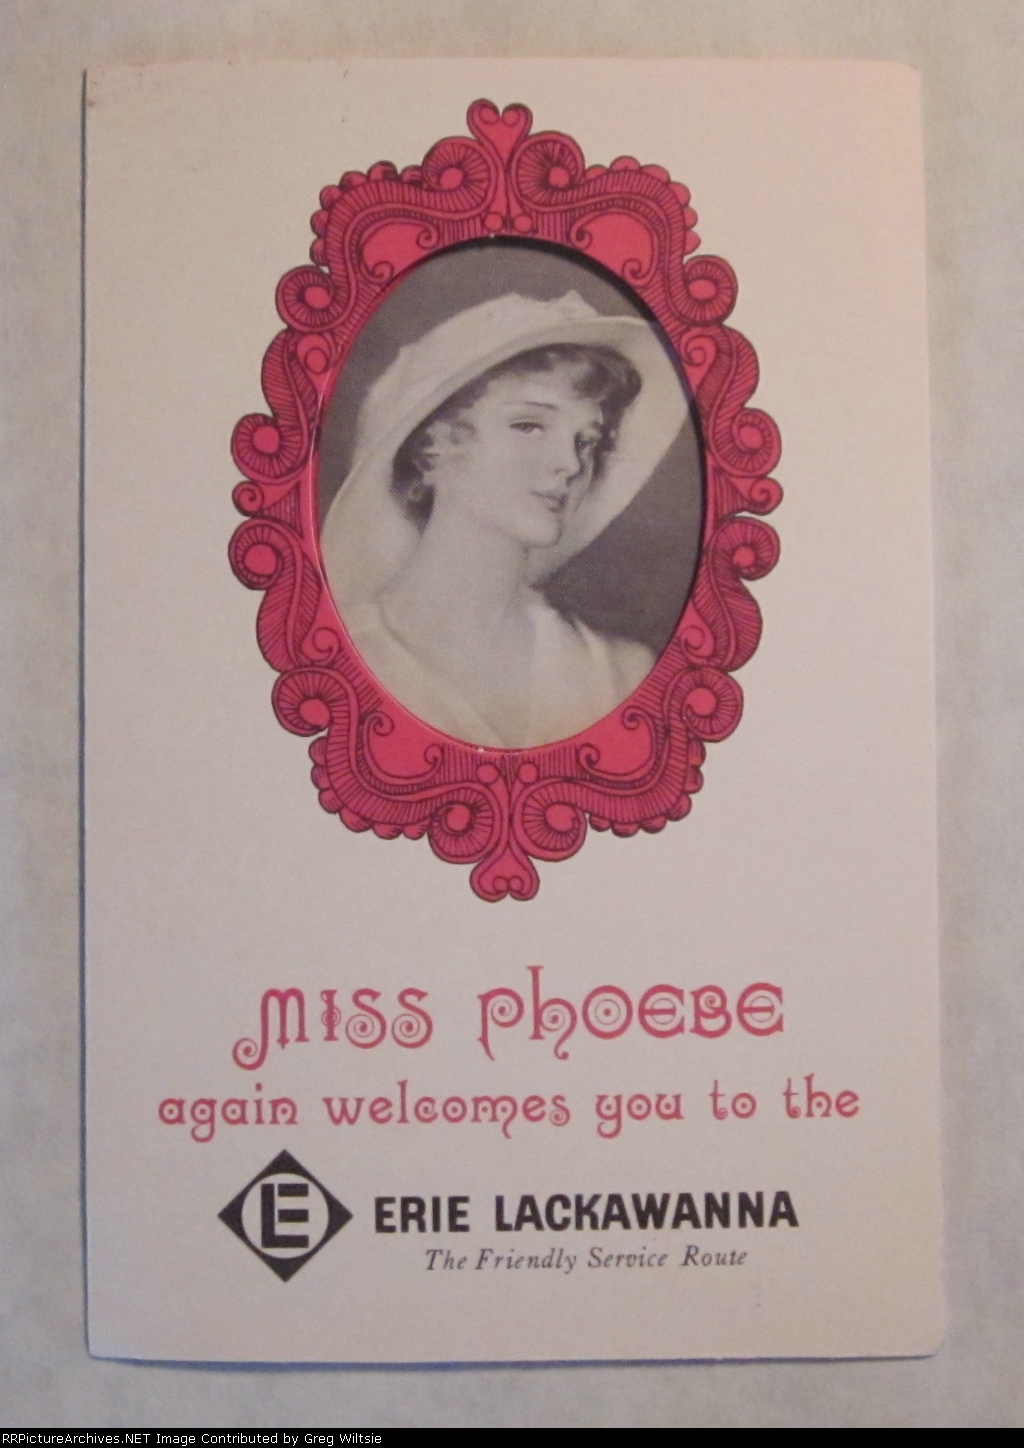 MISS PHOEBE
again welcomes you to the
E ERIE LACKAWANNA
The Friendly Service Route
RRPictureArchives.NET Image Contributed by Greg Wiltsie